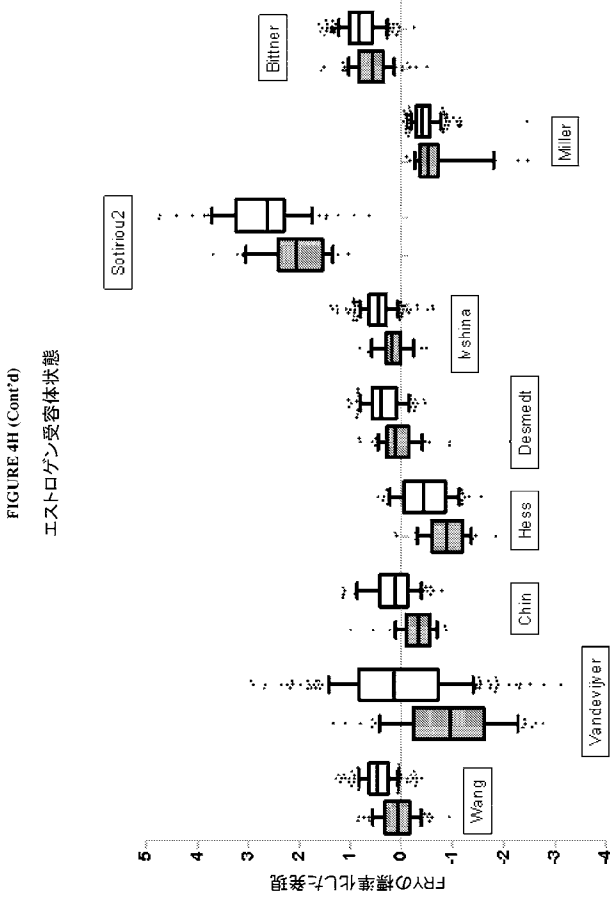 FIGURE 4H (Cont'd)
エストロゲン受容体状態
FRYの標準化した発現
5
4
3
2
1
0
-1
-2
-3
-4
Wang
Vandevijver
Chin
Hess
Desmedt
Ivshina
Sotiriou2
Miller
Bittner